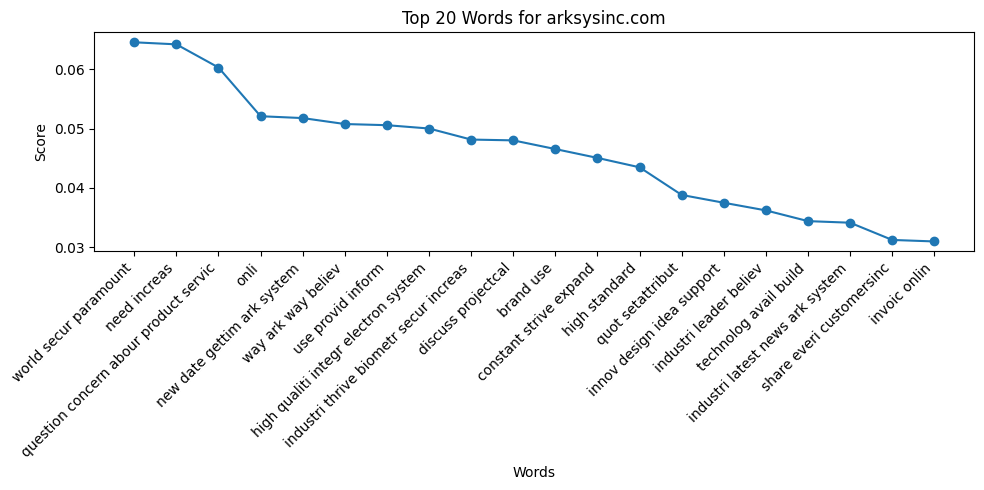 Top 20 Words for arksysinc.com
Score
0.06
0.05
0.04
0.03
world secur paramount
need increas
question concern abour product servic
onli
new date gettim ark system
way ark way believ
use provid inform
high qualiti integr electron system
industri thrive biometr secur increas
discuss projectcal
brand use
constant strive expand
high standard
quot setattribut
innov design idea support
industri leader believ
technolog avail build
industri latest news ark system
share everi customersinc
invoic onlin
Words